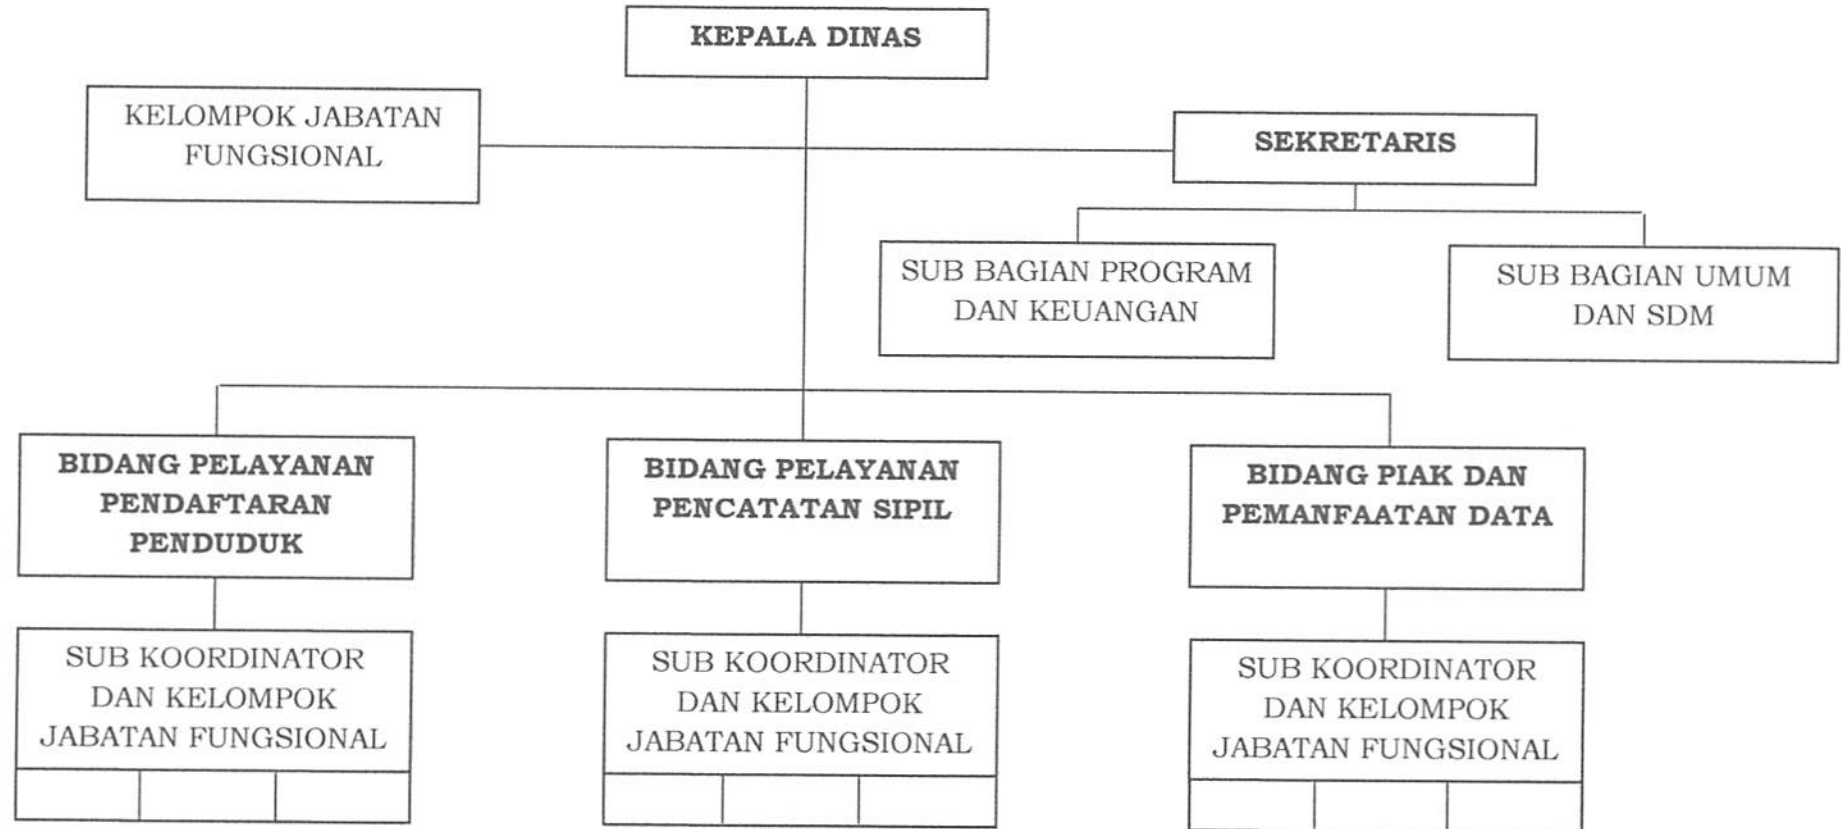 KEPALA DINAS
KELOMPOK JABATAN
FUNGSIONAL
SEKRETARIS
SUB BAGIAN PROGRAM
DAN KEUANGAN
SUB BAGIAN UMUM
DAN SDM
BIDANG PELAYANAN
PENDAFTARAN
PENDUDUK
BIDANG PELAYANAN
PENCATATAN SIPIL
BIDANG PIAK DAN
PEMANFAATAN DATA
SUB KOORDINATOR
DAN KELOMPOK
JABATAN FUNGSIONAL
SUB KOORDINATOR
DAN KELOMPOK
JABATAN FUNGSIONAL
SUB KOORDINATOR
DAN KELOMPOK
JABATAN FUNGSIONAL